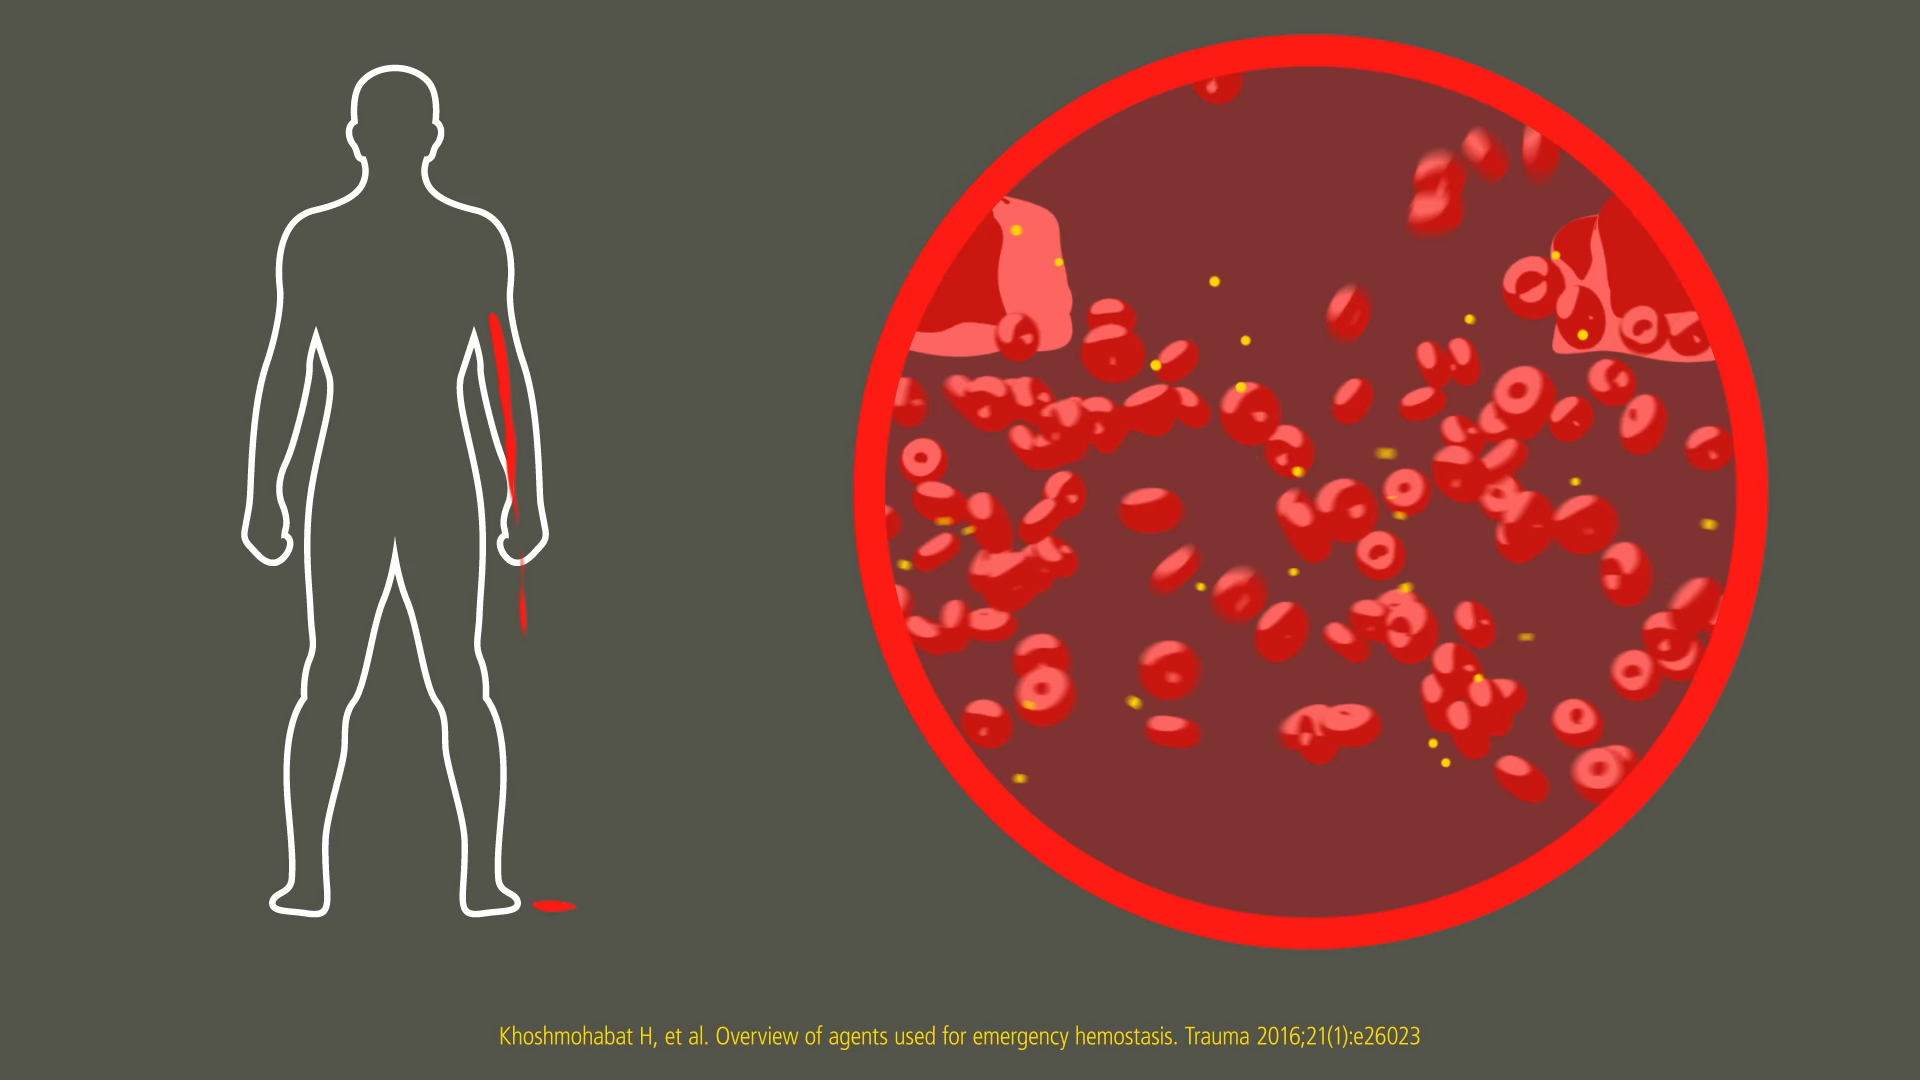 Khoshmohabat H, et al. Overview of agents used for emergency hemostasis. Trauma 2016;21(1):e26023